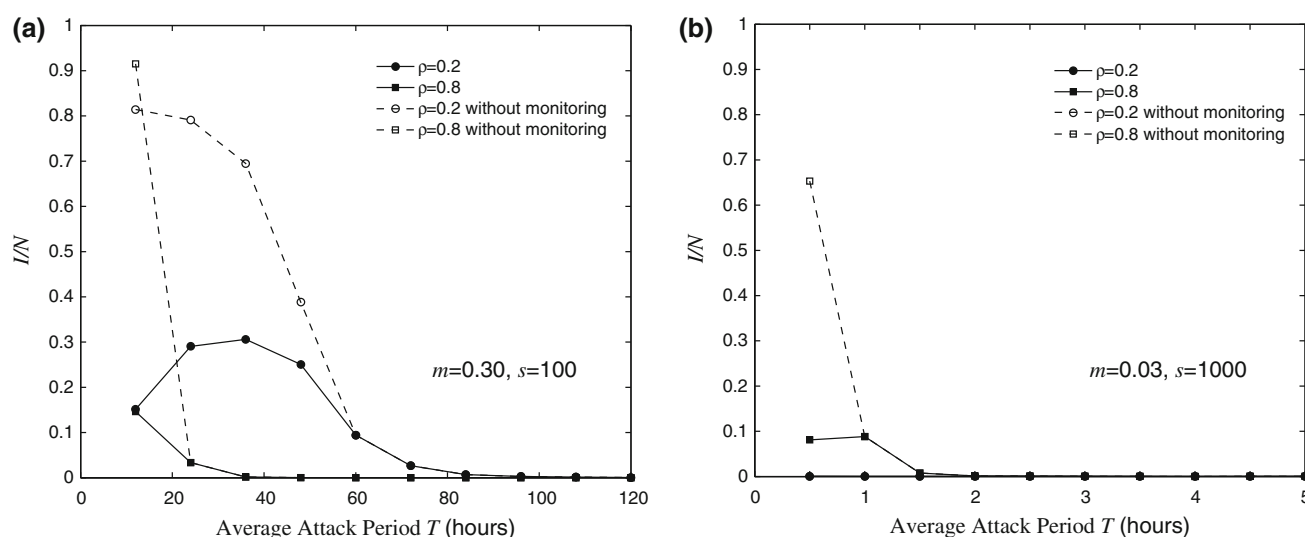 (a)
1
0.9
0.8
0.7
0.6
0.5
0.4
0.3
0.2
0.1
0
I/N
ρ=0.2
ρ=0.8
ρ=0.2 without monitoring
ρ=0.8 without monitoring
m=0.30, s=100
0 20 40 60 80 100 120
Average Attack Period T (hours)
(b)
1
0.9
0.8
0.7
0.6
0.5
0.4
0.3
0.2
0.1
0
I/N
ρ=0.2
ρ=0.8
ρ=0.2 without monitoring
ρ=0.8 without monitoring
m=0.03, s=1000
0 1 2 3 4 5
Average Attack Period T (hours)